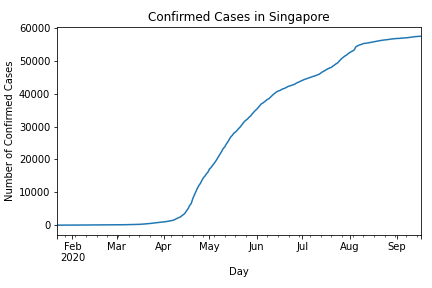 Confirmed Cases in Singapore
Number of Confirmed Cases
60000
50000
40000
30000
20000
10000
0
Feb Mar Apr May Jun Jul Aug Sep
2020
Day